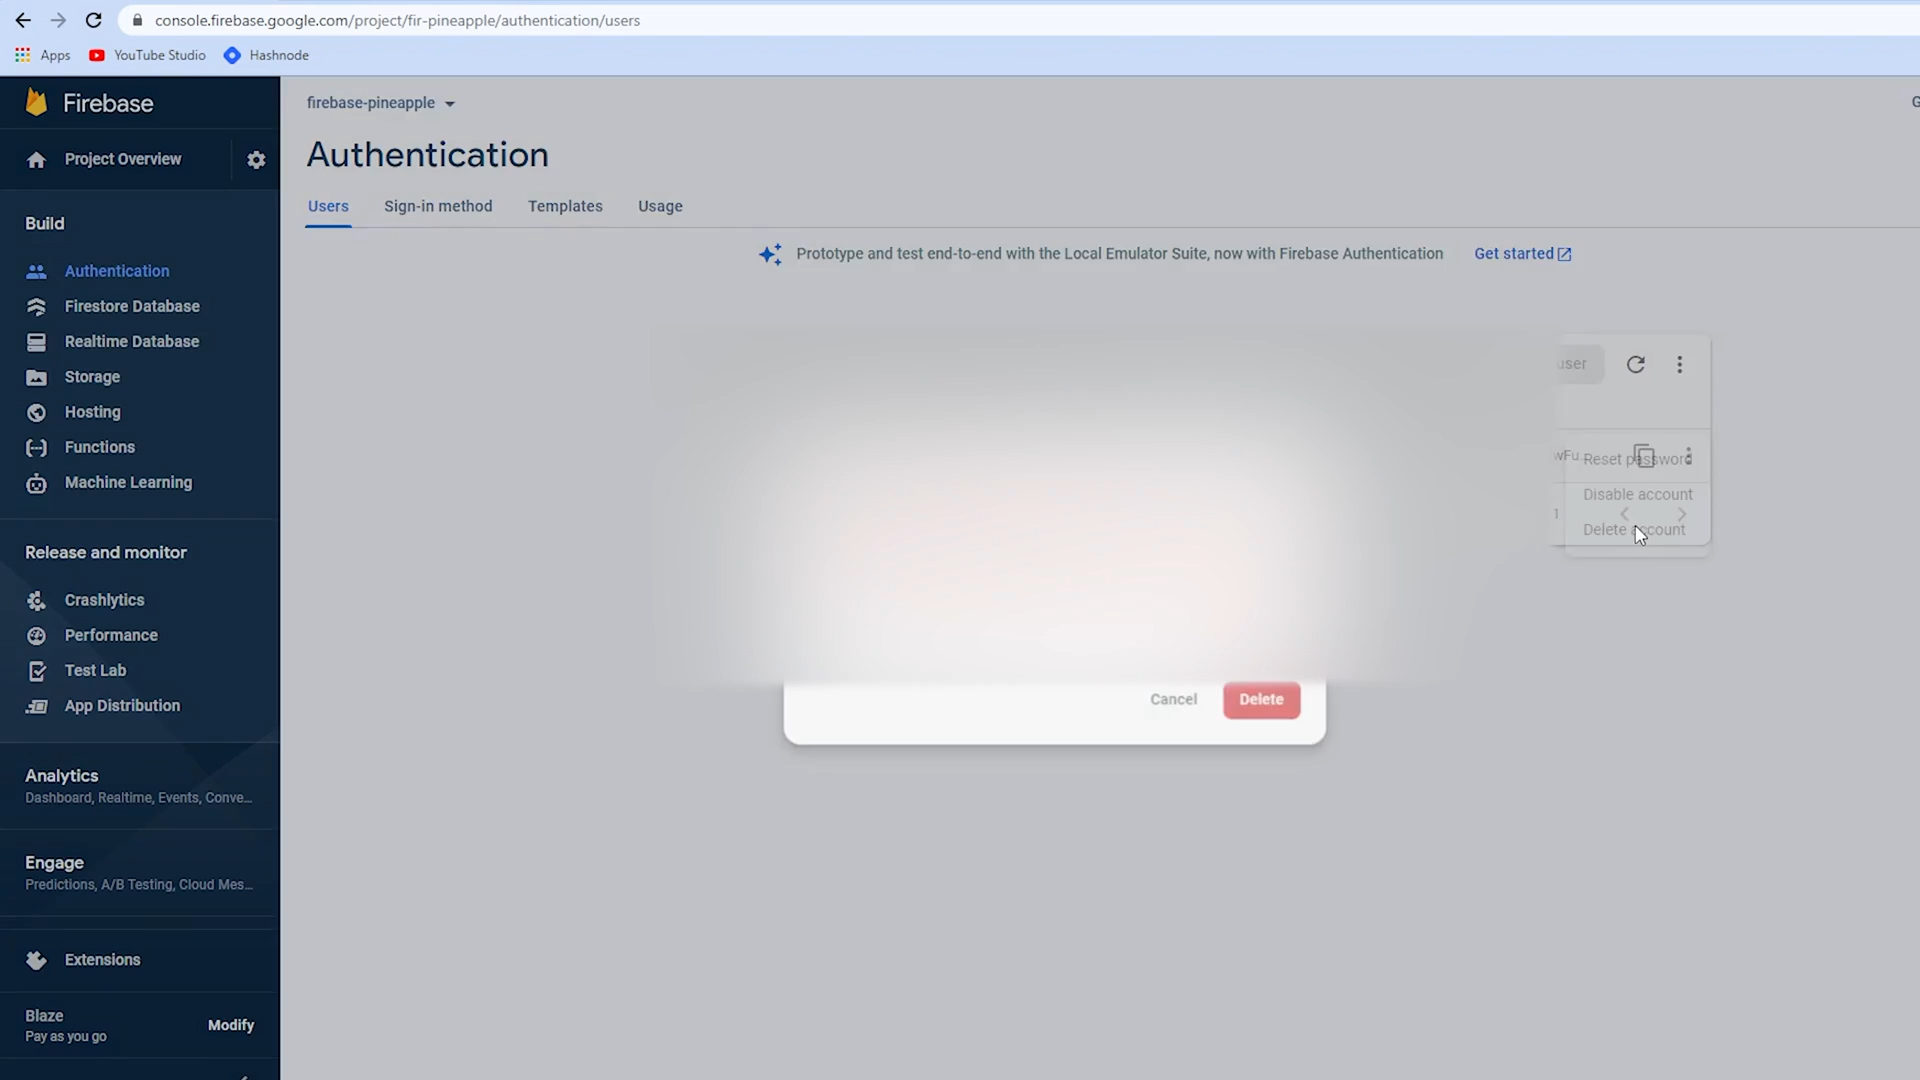 console.firebase.google.com/project/fir-pineapple/authentication/users
Apps YouTube Studio Hashnode
Firebase
Project Overview
Build
Authentication
Firestore Database
Realtime Database
Storage
Hosting
Functions
Machine Learning
Release and monitor
Crashlytics
Performance
Test Lab
App Distribution
Analytics
Dashboard, Realtime, Events, Conve...
Engage
Predictions, A/B Testing, Cloud Mes...
Extensions
Blaze
Pay as you go
Modify
firebase-pineapple
G
Authentication
Users Sign-in method Templates Usage
Prototype and test end-to-end with the Local Emulator Suite, now with Firebase Authentication Get started
user
wFu...
Reset password
Disable account
1
Delete account
Cancel Delete